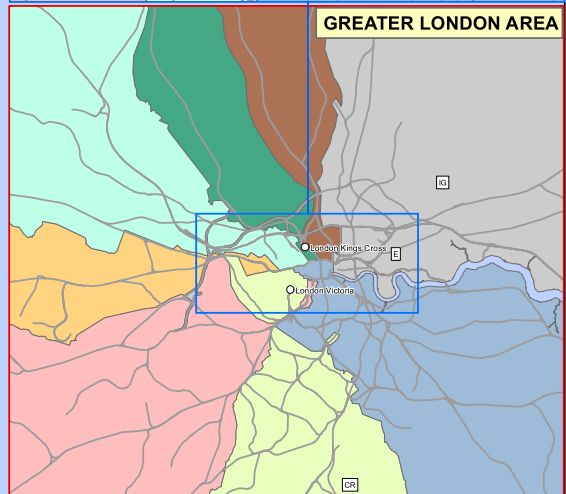 GREATER LONDON AREA
IG
London Kings Cross
E
London Victoria
CR